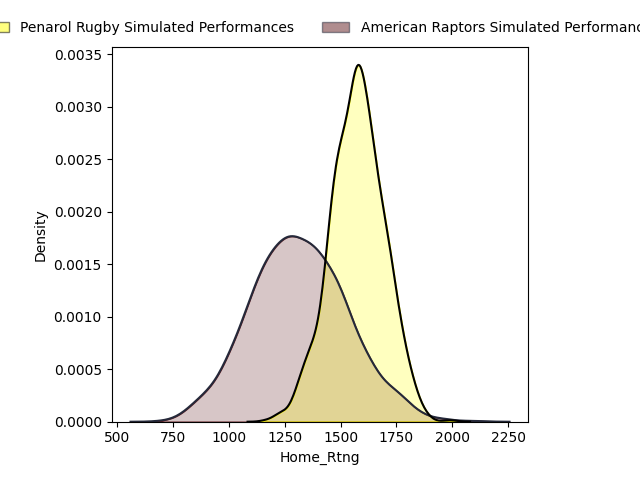 Penarol Rugby Simulated Performances
American Raptors Simulated
0.0035
0.0030
0.0025
0.0020
0.0015
0.0010
0.0005
0.0000
Density
500 750 1000 1250 1500 1750 2000 2250
Home_Rtng